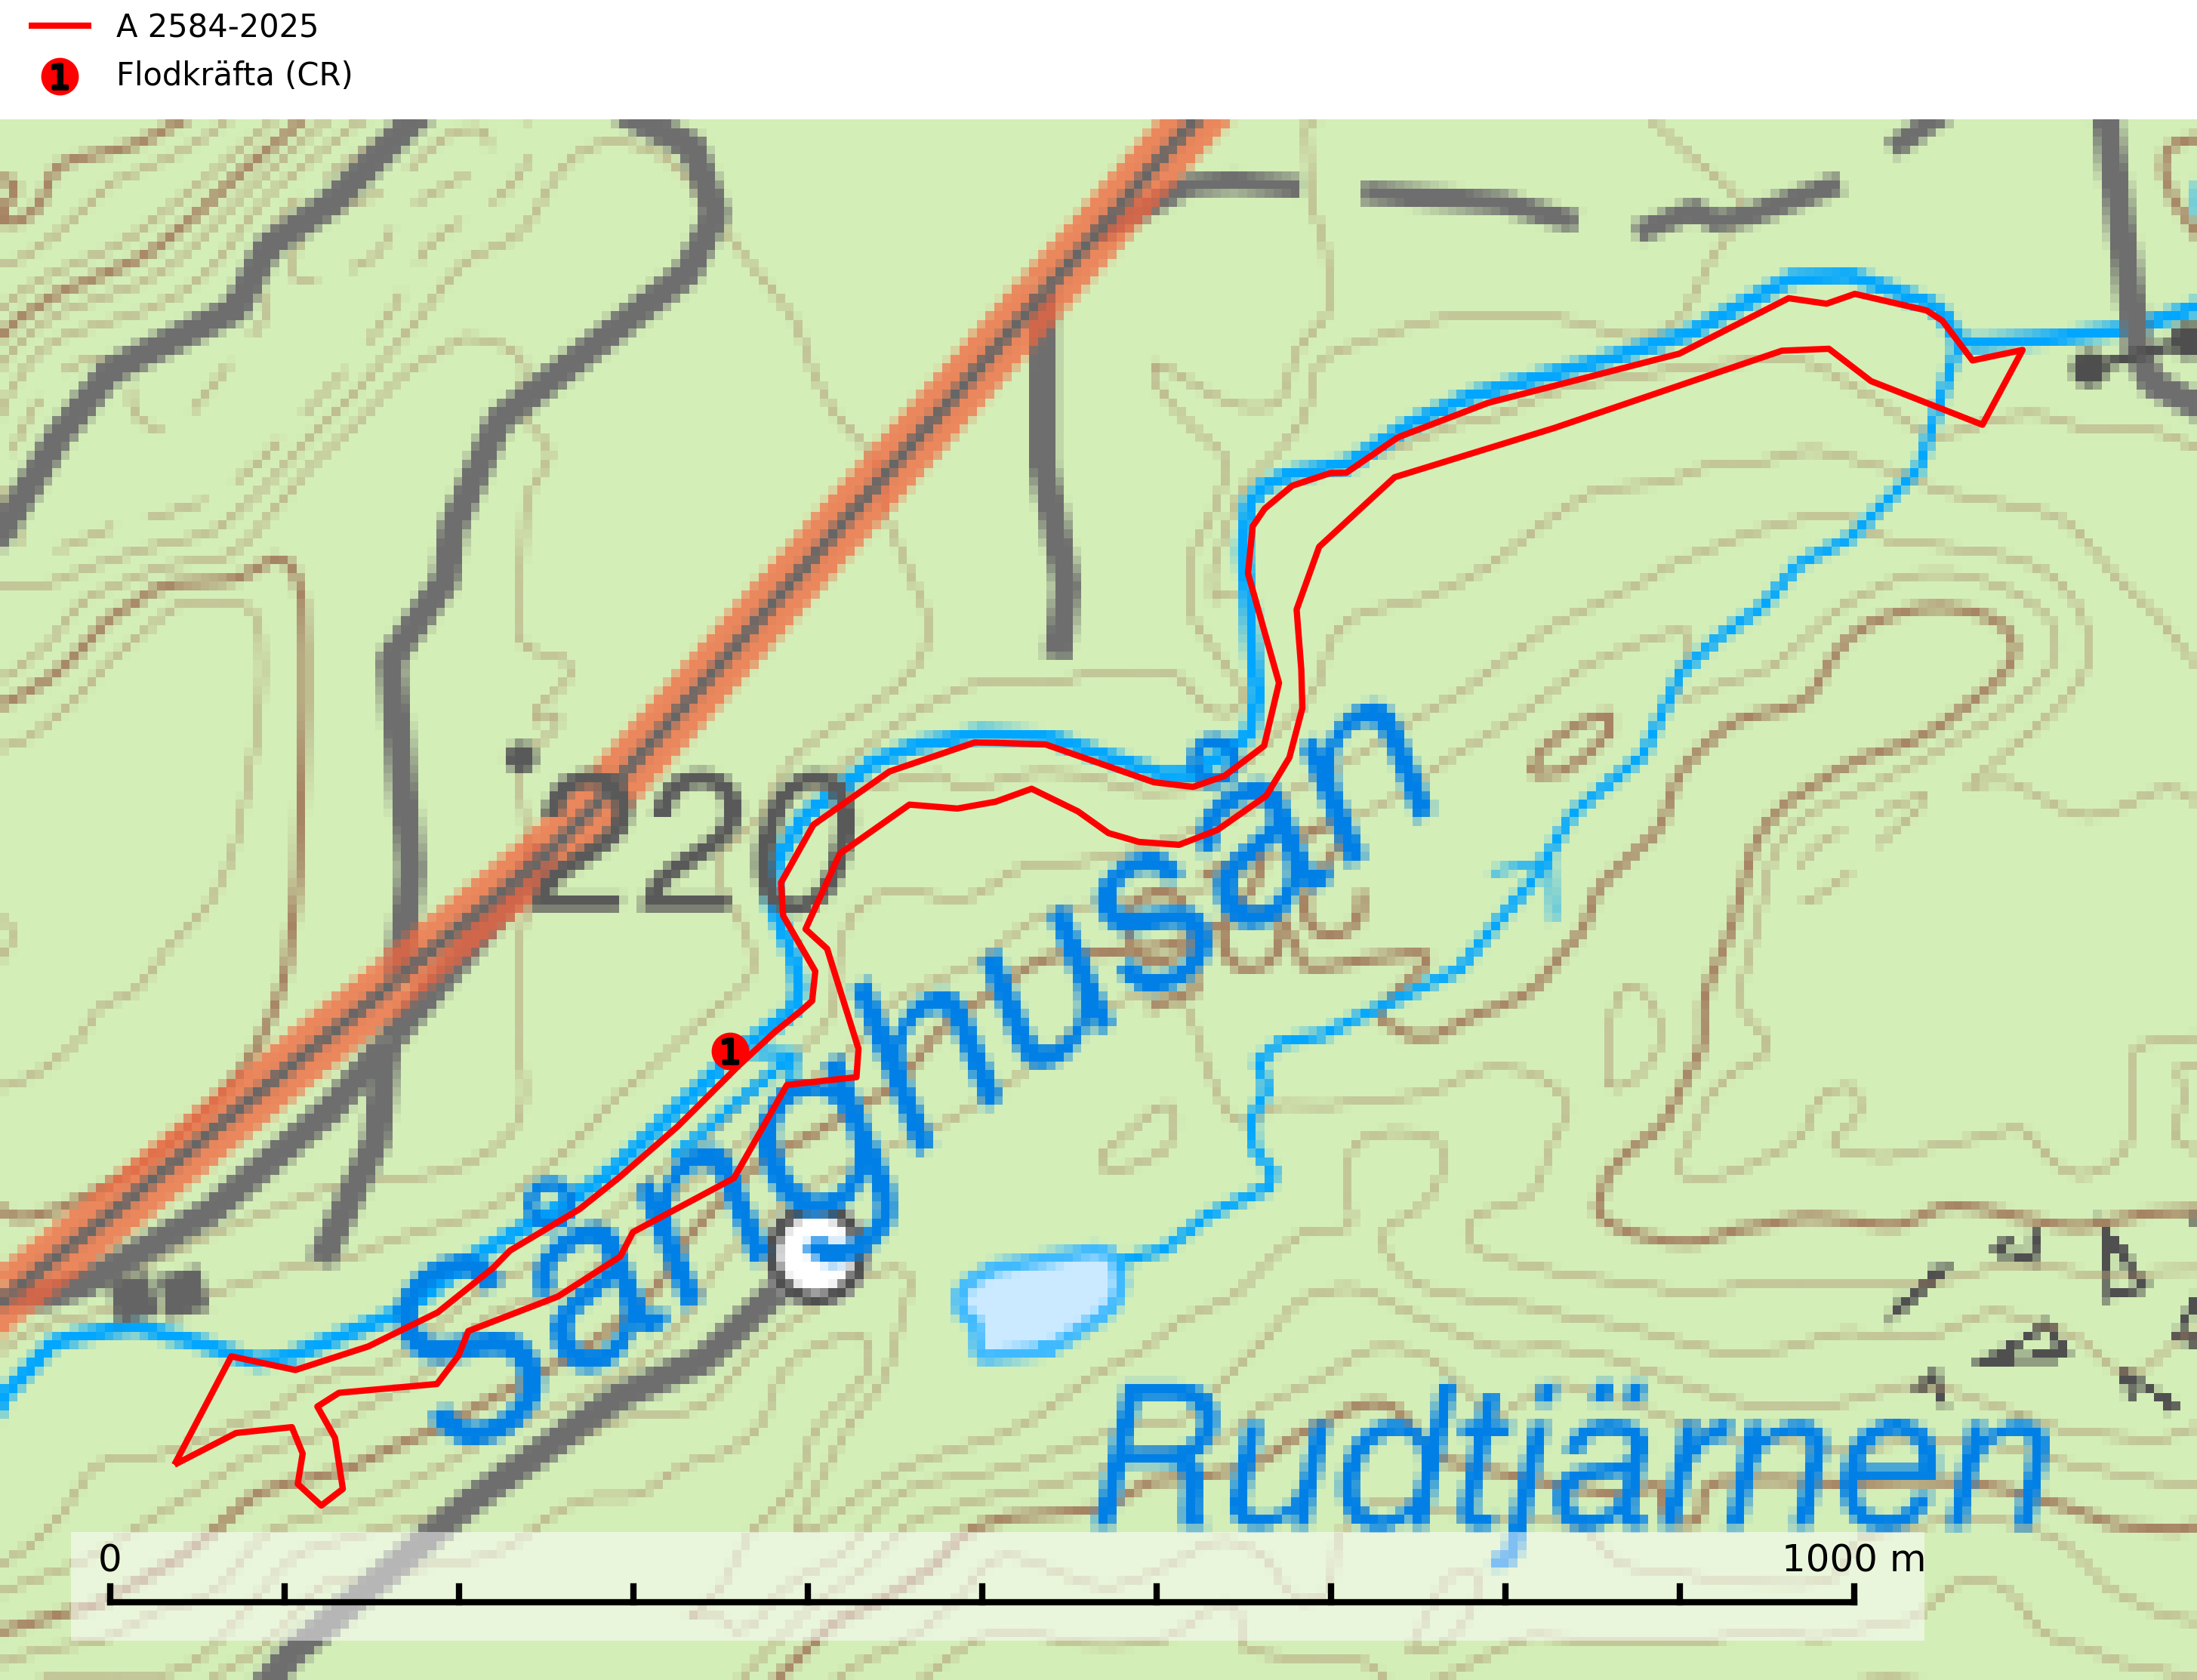 A 2584-2025
1 Flodkräfta (CR)
220
1
Sånghusån
Rudtjärnen
0 1000 m